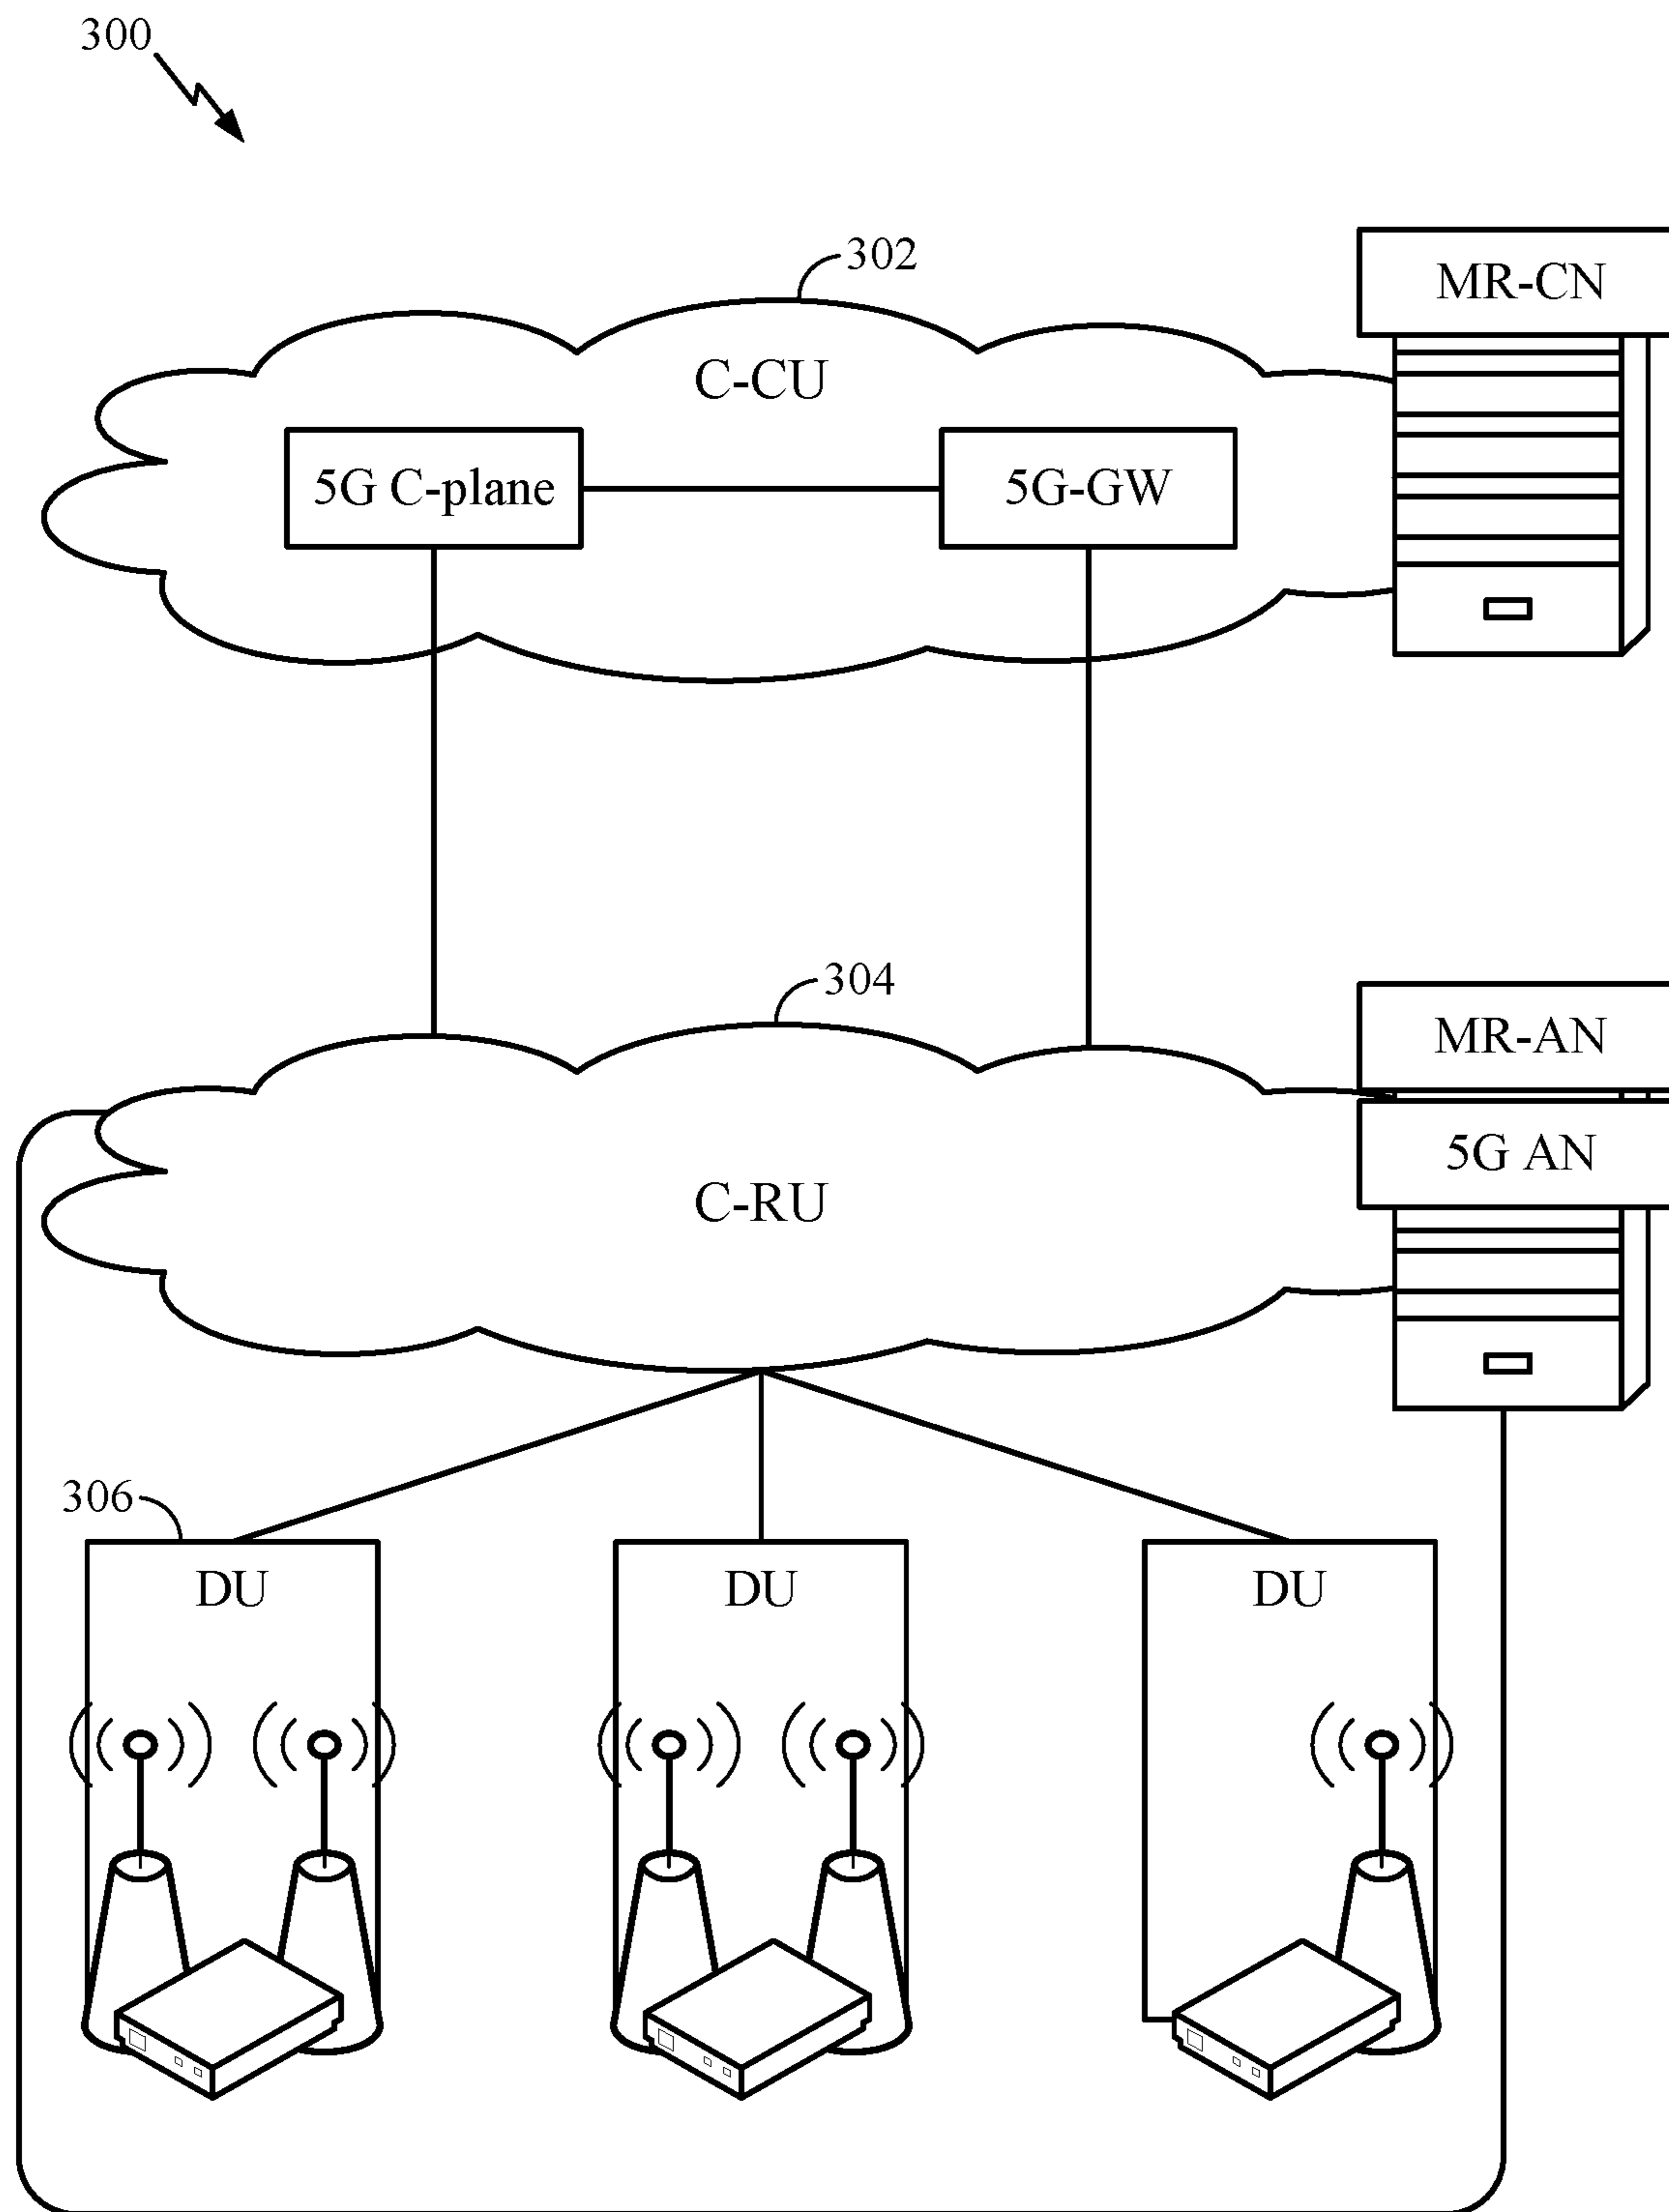 300
302
MR-CN
C-CU
5G C-plane
5G-GW
304
MR-AN
5G AN
C-RU
306
DU
DU
DU